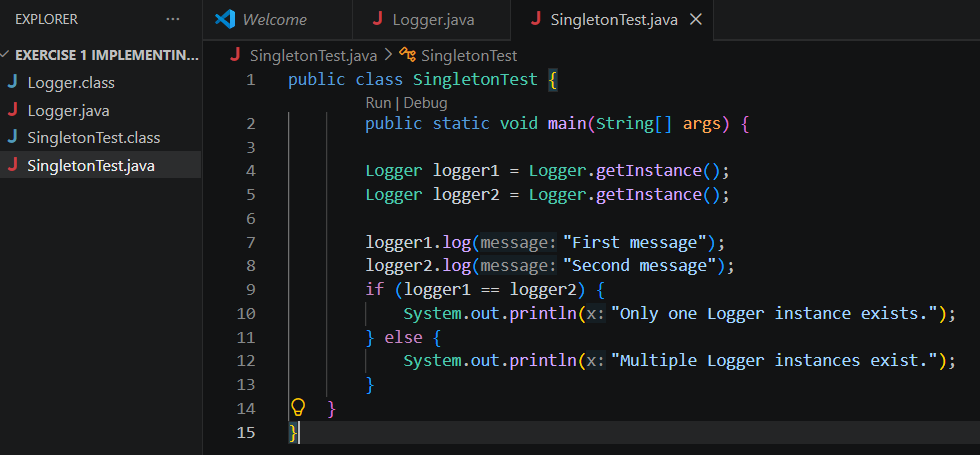 EXPLORER ...
Welcome
Logger.java
SingletonTest.java
EXERCISE 1 IMPLEMENTIN...
Logger.class
Logger.java
SingletonTest.class
SingletonTest.java
SingletonTest.java > SingletonTest
1 public class SingletonTest {
Run | Debug
2 public static void main(String[] args) {
3
4 Logger logger1 = Logger.getInstance();
5 Logger logger2 = Logger.getInstance();
6
7 logger1.log(message: "First message");
8 logger2.log(message: "Second message");
9 if (logger1 == logger2) {
10 System.out.println(x: "Only one Logger instance exists.");
11 } else {
12 System.out.println(x: "Multiple Logger instances exist.");
13 }
14 }
15 }